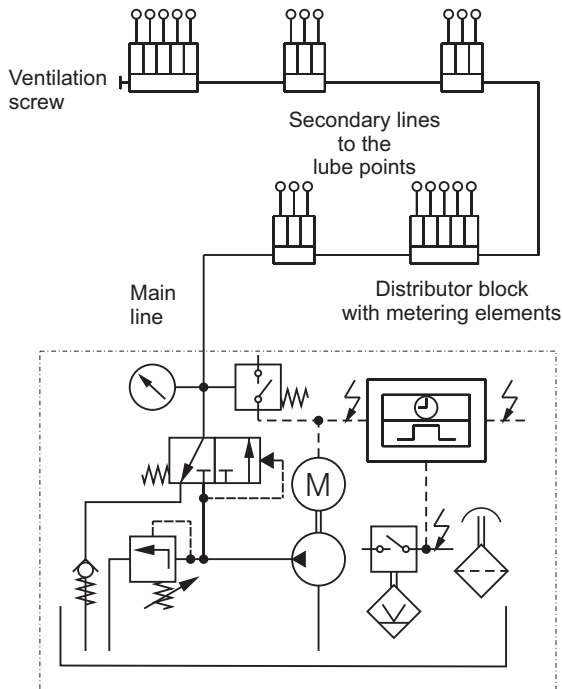 Ventilation
screw
Secondary lines
to the
lube points
Main
line
Distributor block
with metering elements
M